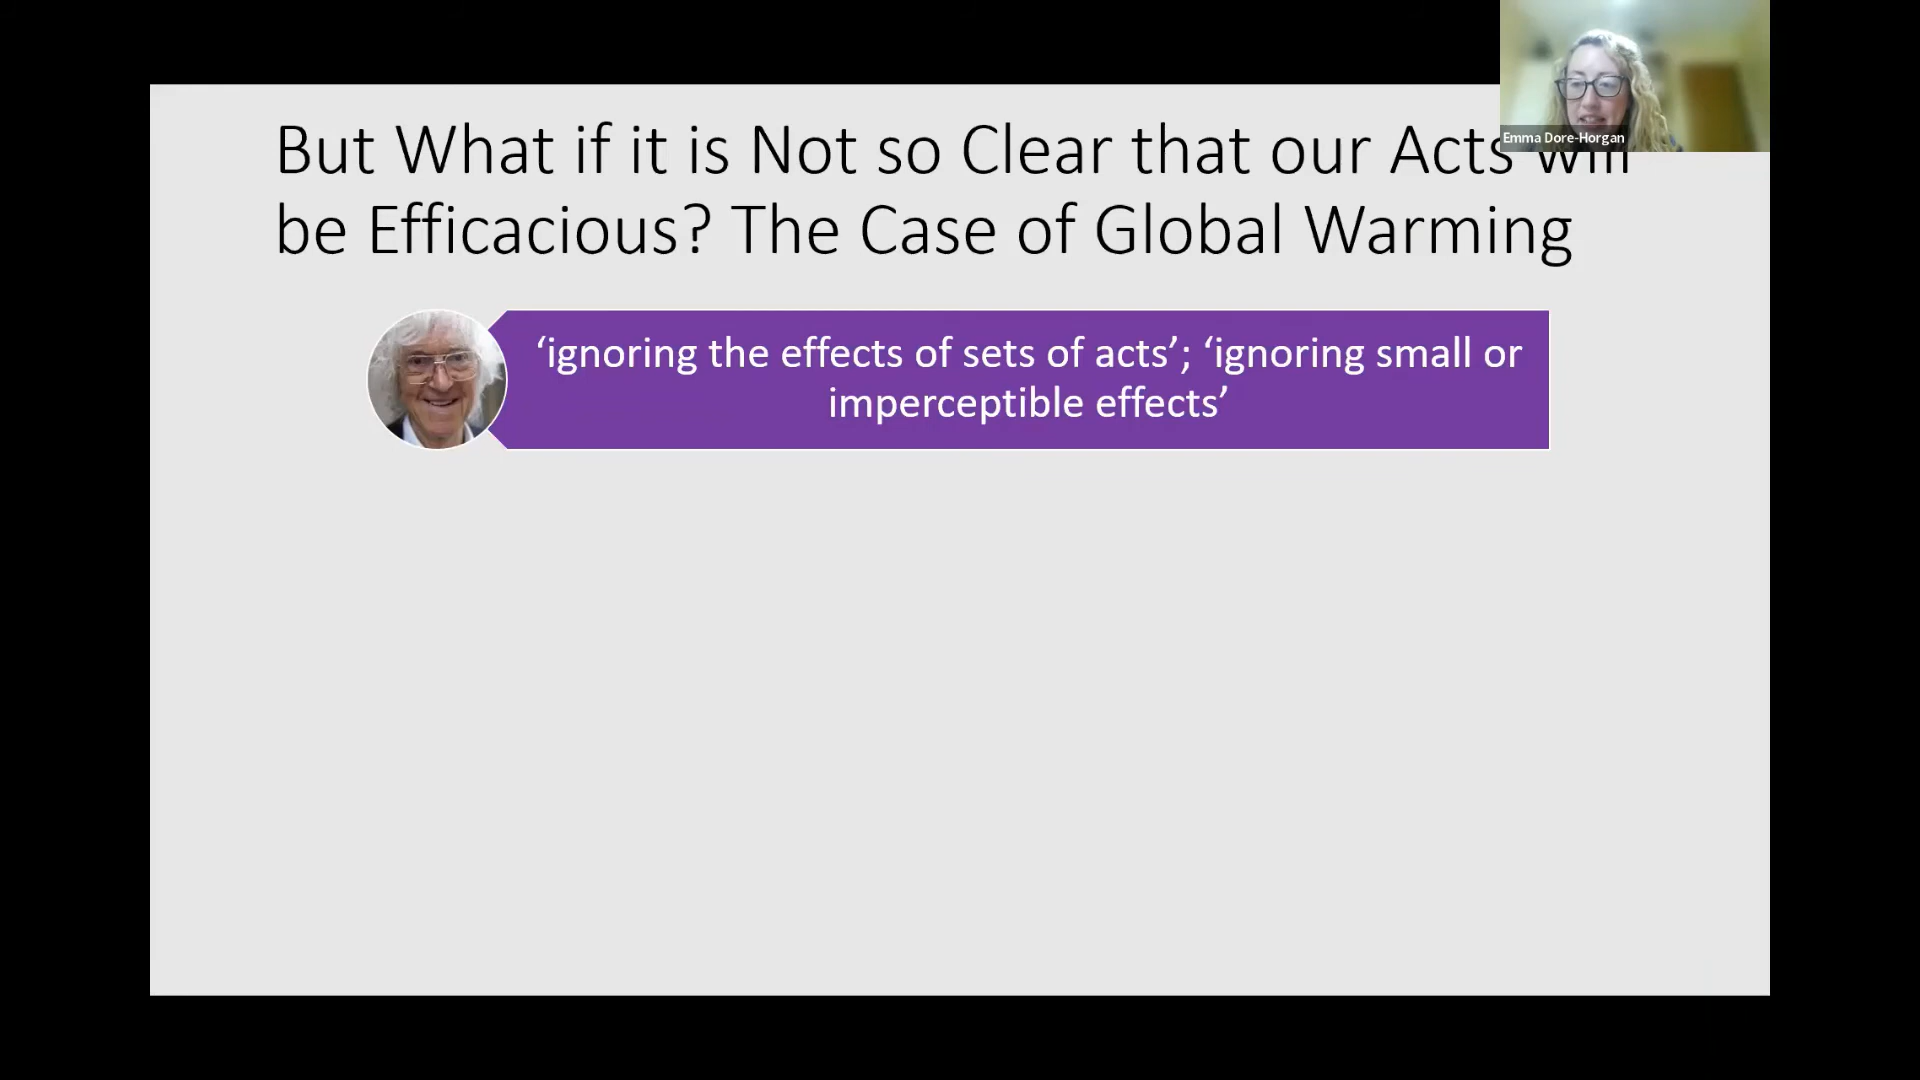 But What if it is Not so Clear that our Acts will
be Efficacious? The Case of Global Warming
Emma Dore-Horgan
‘ignoring the effects of sets of acts’; ‘ignoring small or
imperceptible effects’